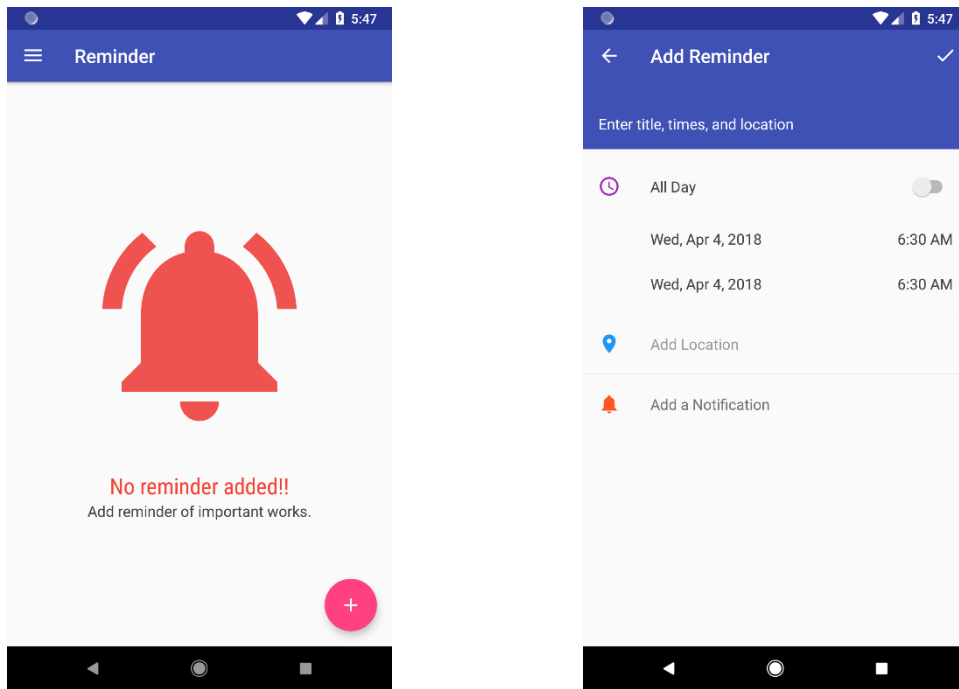 5:47
Reminder
No reminder added!!
Add reminder of important works.
5:47
Add Reminder
Enter title, times, and location
All Day
Wed, Apr 4, 2018 6:30 AM
Wed, Apr 4, 2018 6:30 AM
Add Location
Add a Notification